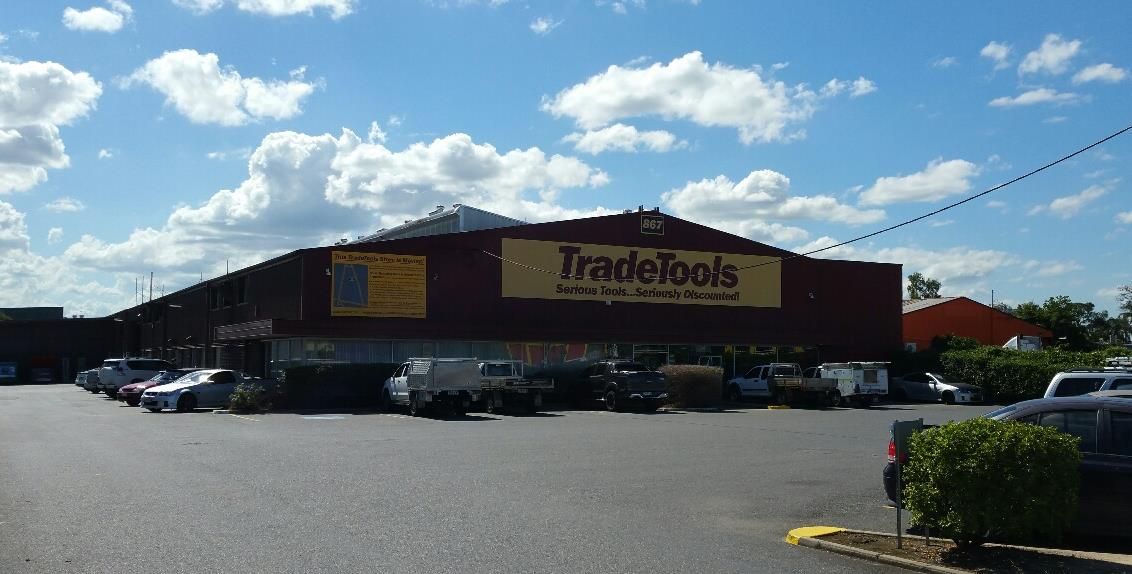 867
This TradeTools Store is Moving!
TradeTools
Serious Tools...Seriously Discounted!